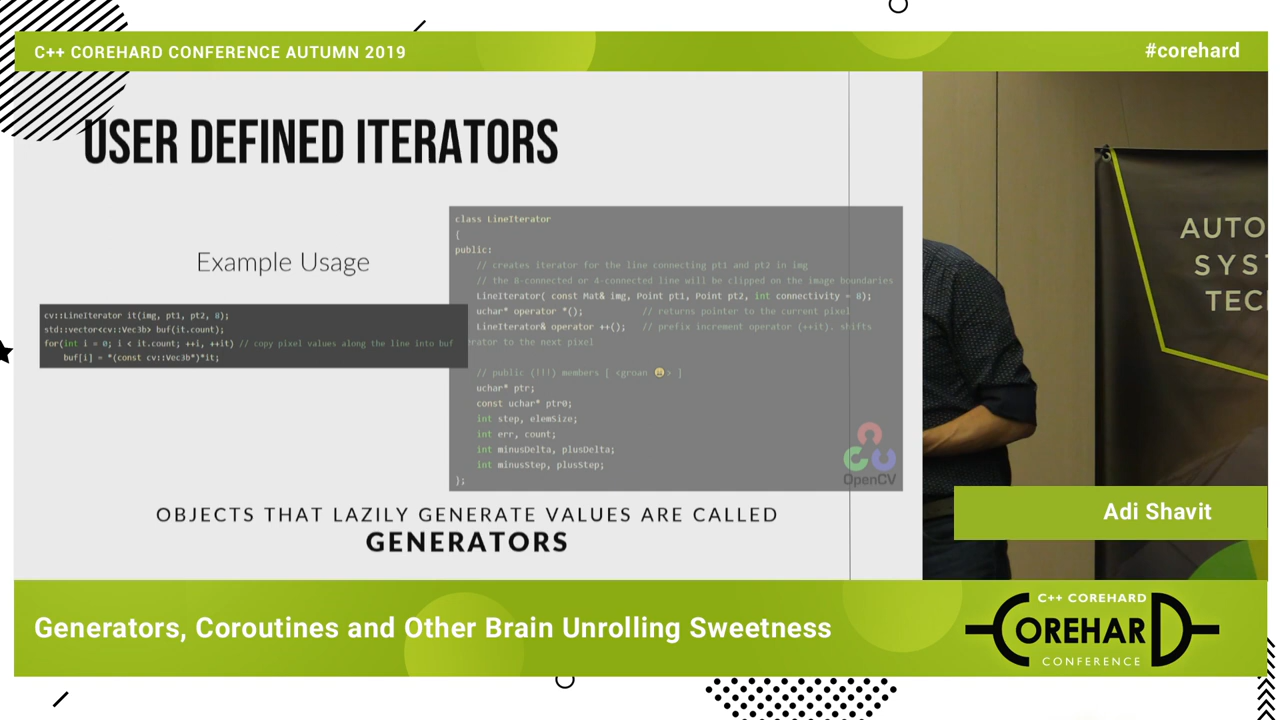 C++ COREHARD CONFERENCE AUTUMN 2019
#corehard
USER DEFINED ITERATORS
Example Usage
cv::LineIterator it(img, pt1, pt2, 8);
std::vector<cv::Vec3b> buf(it.count);
for(int i = 0; i < it.count; ++i, ++it) // copy pixel values along the line into buf
buf[i] = *(const cv::Vec3b*)*it;
class LineIterator
{
public:
// creates iterator for the line connecting pt1 and pt2 in img
// the 8-connected or 4-connected line will be clipped on the image boundaries
LineIterator( const Mat& img, Point pt1, Point pt2, int connectivity = 8);
uchar* operator *(); // returns pointer to the current pixel
LineIterator& operator ++(); // prefix increment operator (++it). shifts
erator to the next pixel
// public (!!!) members [ <groan 😩> ]
uchar* ptr;
const uchar* ptr0;
int step, elemSize;
int err, count;
int minusDelta, plusDelta;
int minusStep, plusStep;
};
OpenCV
OBJECTS THAT LAZILY GENERATE VALUES ARE CALLED
GENERATORS
AUTO
SYST
TEC
Adi Shavit
Generators, Coroutines and Other Brain Unrolling Sweetness
C++ COREHARD
COREHARD
CONFERENCE